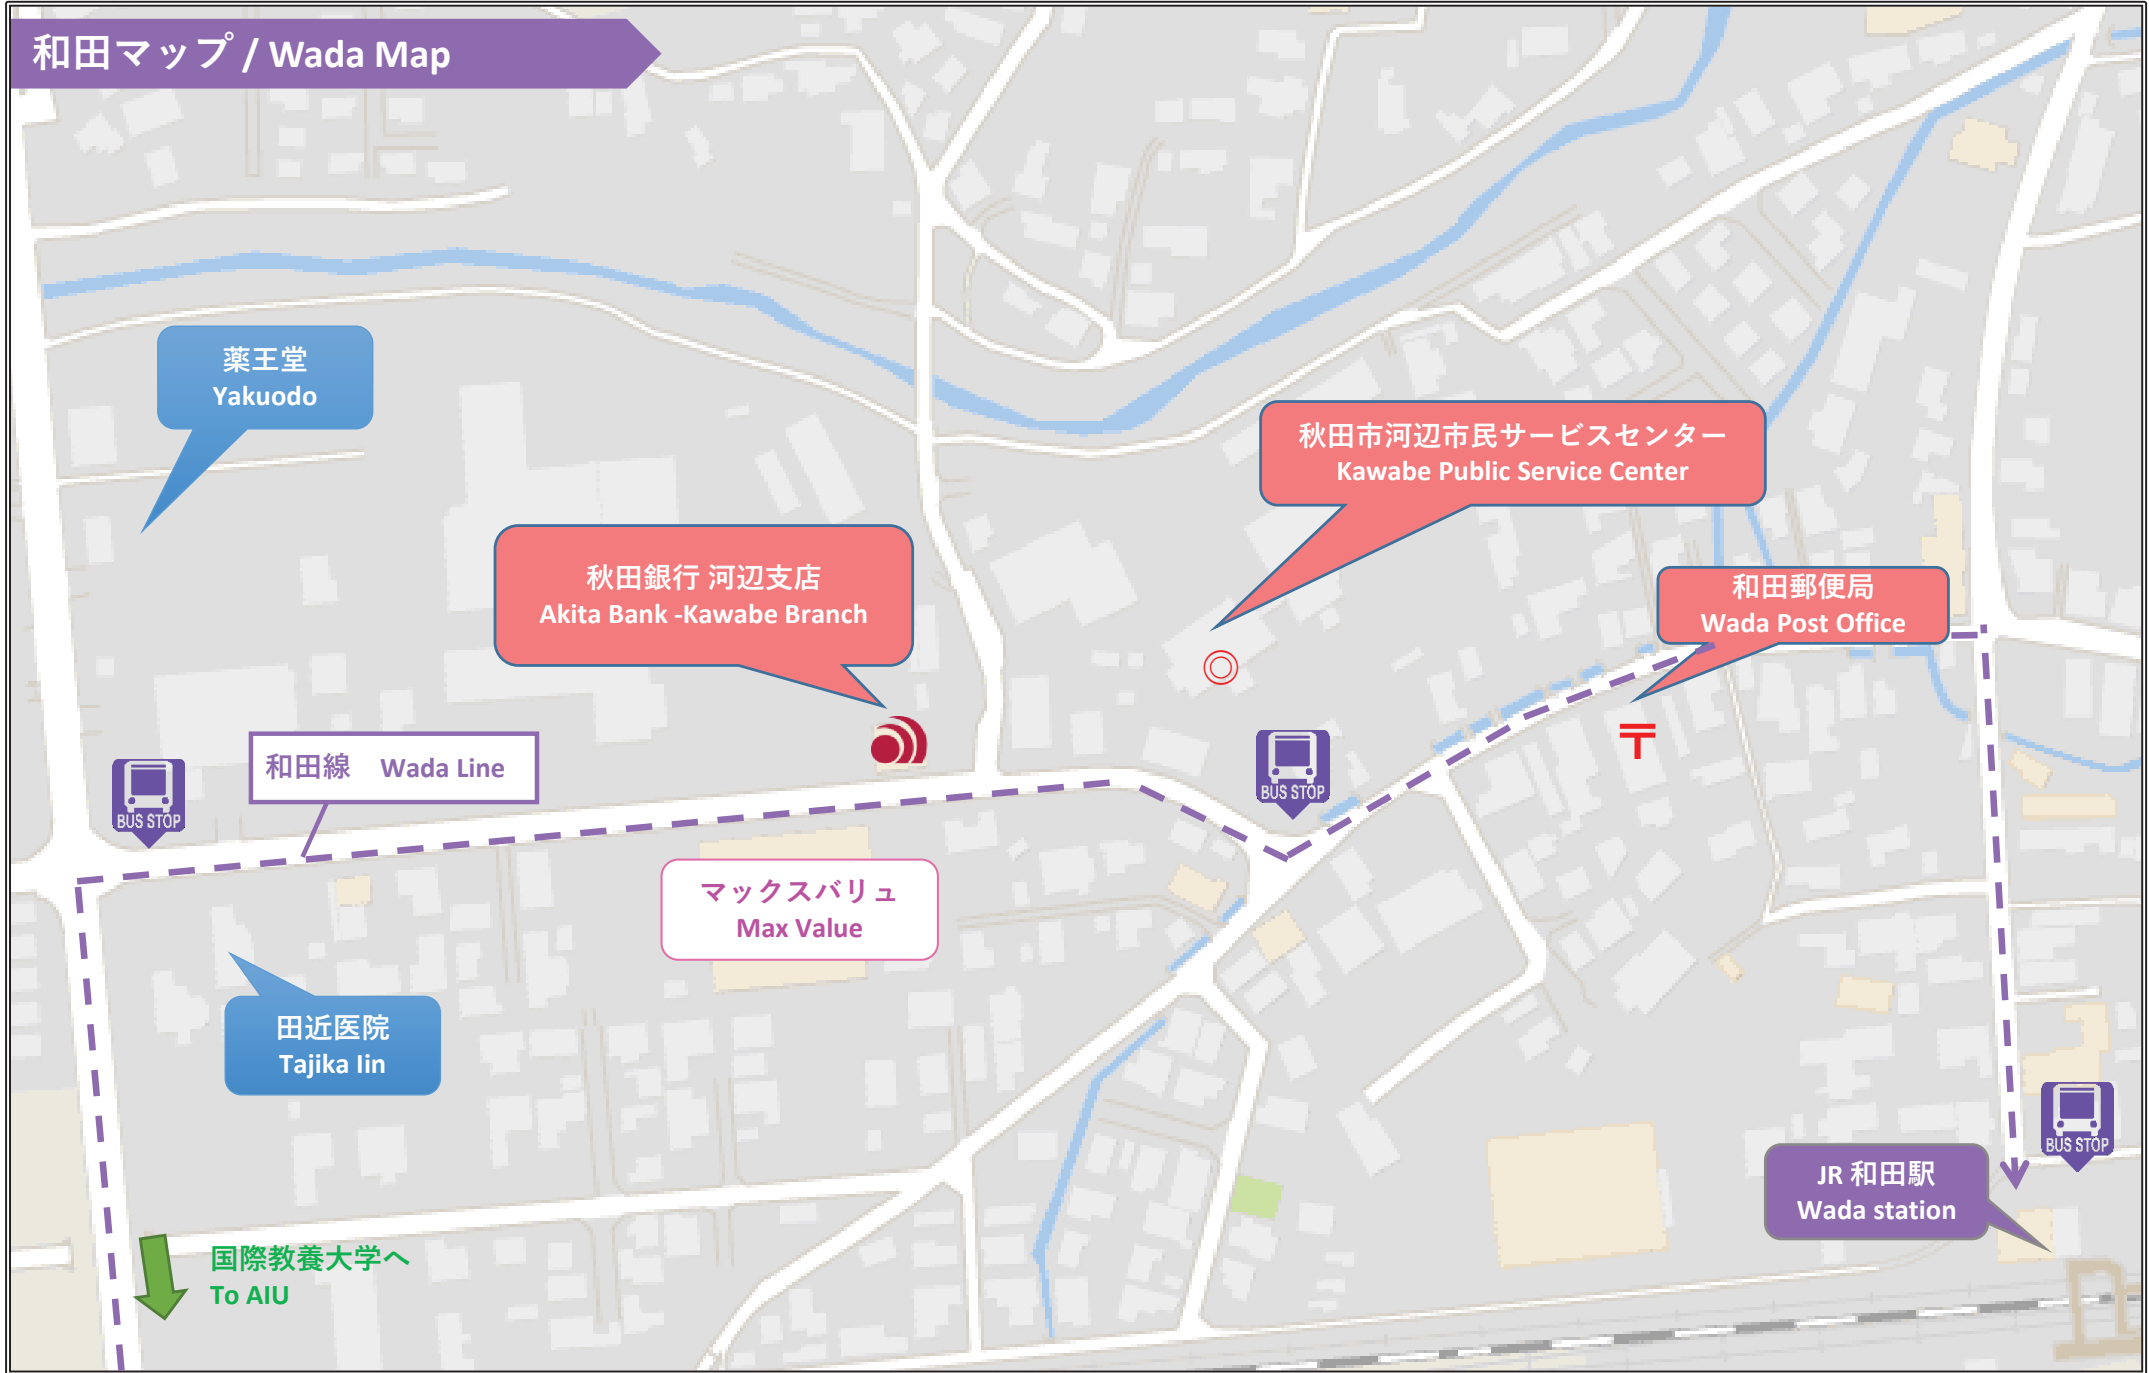 和田マップ / Wada Map
薬王堂
Yakuodo
秋田市河辺市民サービスセンター
Kawabe Public Service Center
秋田銀行 河辺支店
Akita Bank -Kawabe Branch
和田郵便局
Wada Post Office
和田線 Wada Line
BUS STOP
BUS STOP
マックスバリュ
Max Value
田近医院
Tajika Iin
BUS STOP
JR 和田駅
Wada station
国際教養大学へ
To AIU